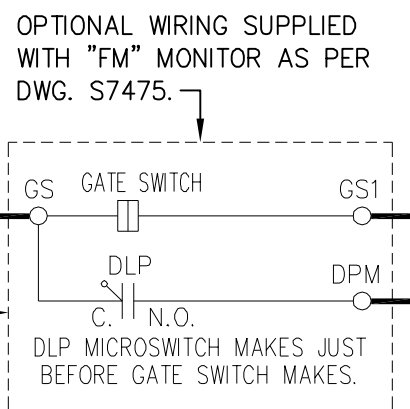 OPTIONAL WIRING SUPPLIED
WITH "FM" MONITOR AS PER
DWG. S7475.
GS
GATE SWITCH
GS1
DLP
DPM
C.
N.O.
DLP MICROSWITCH MAKES JUST
BEFORE GATE SWITCH MAKES.